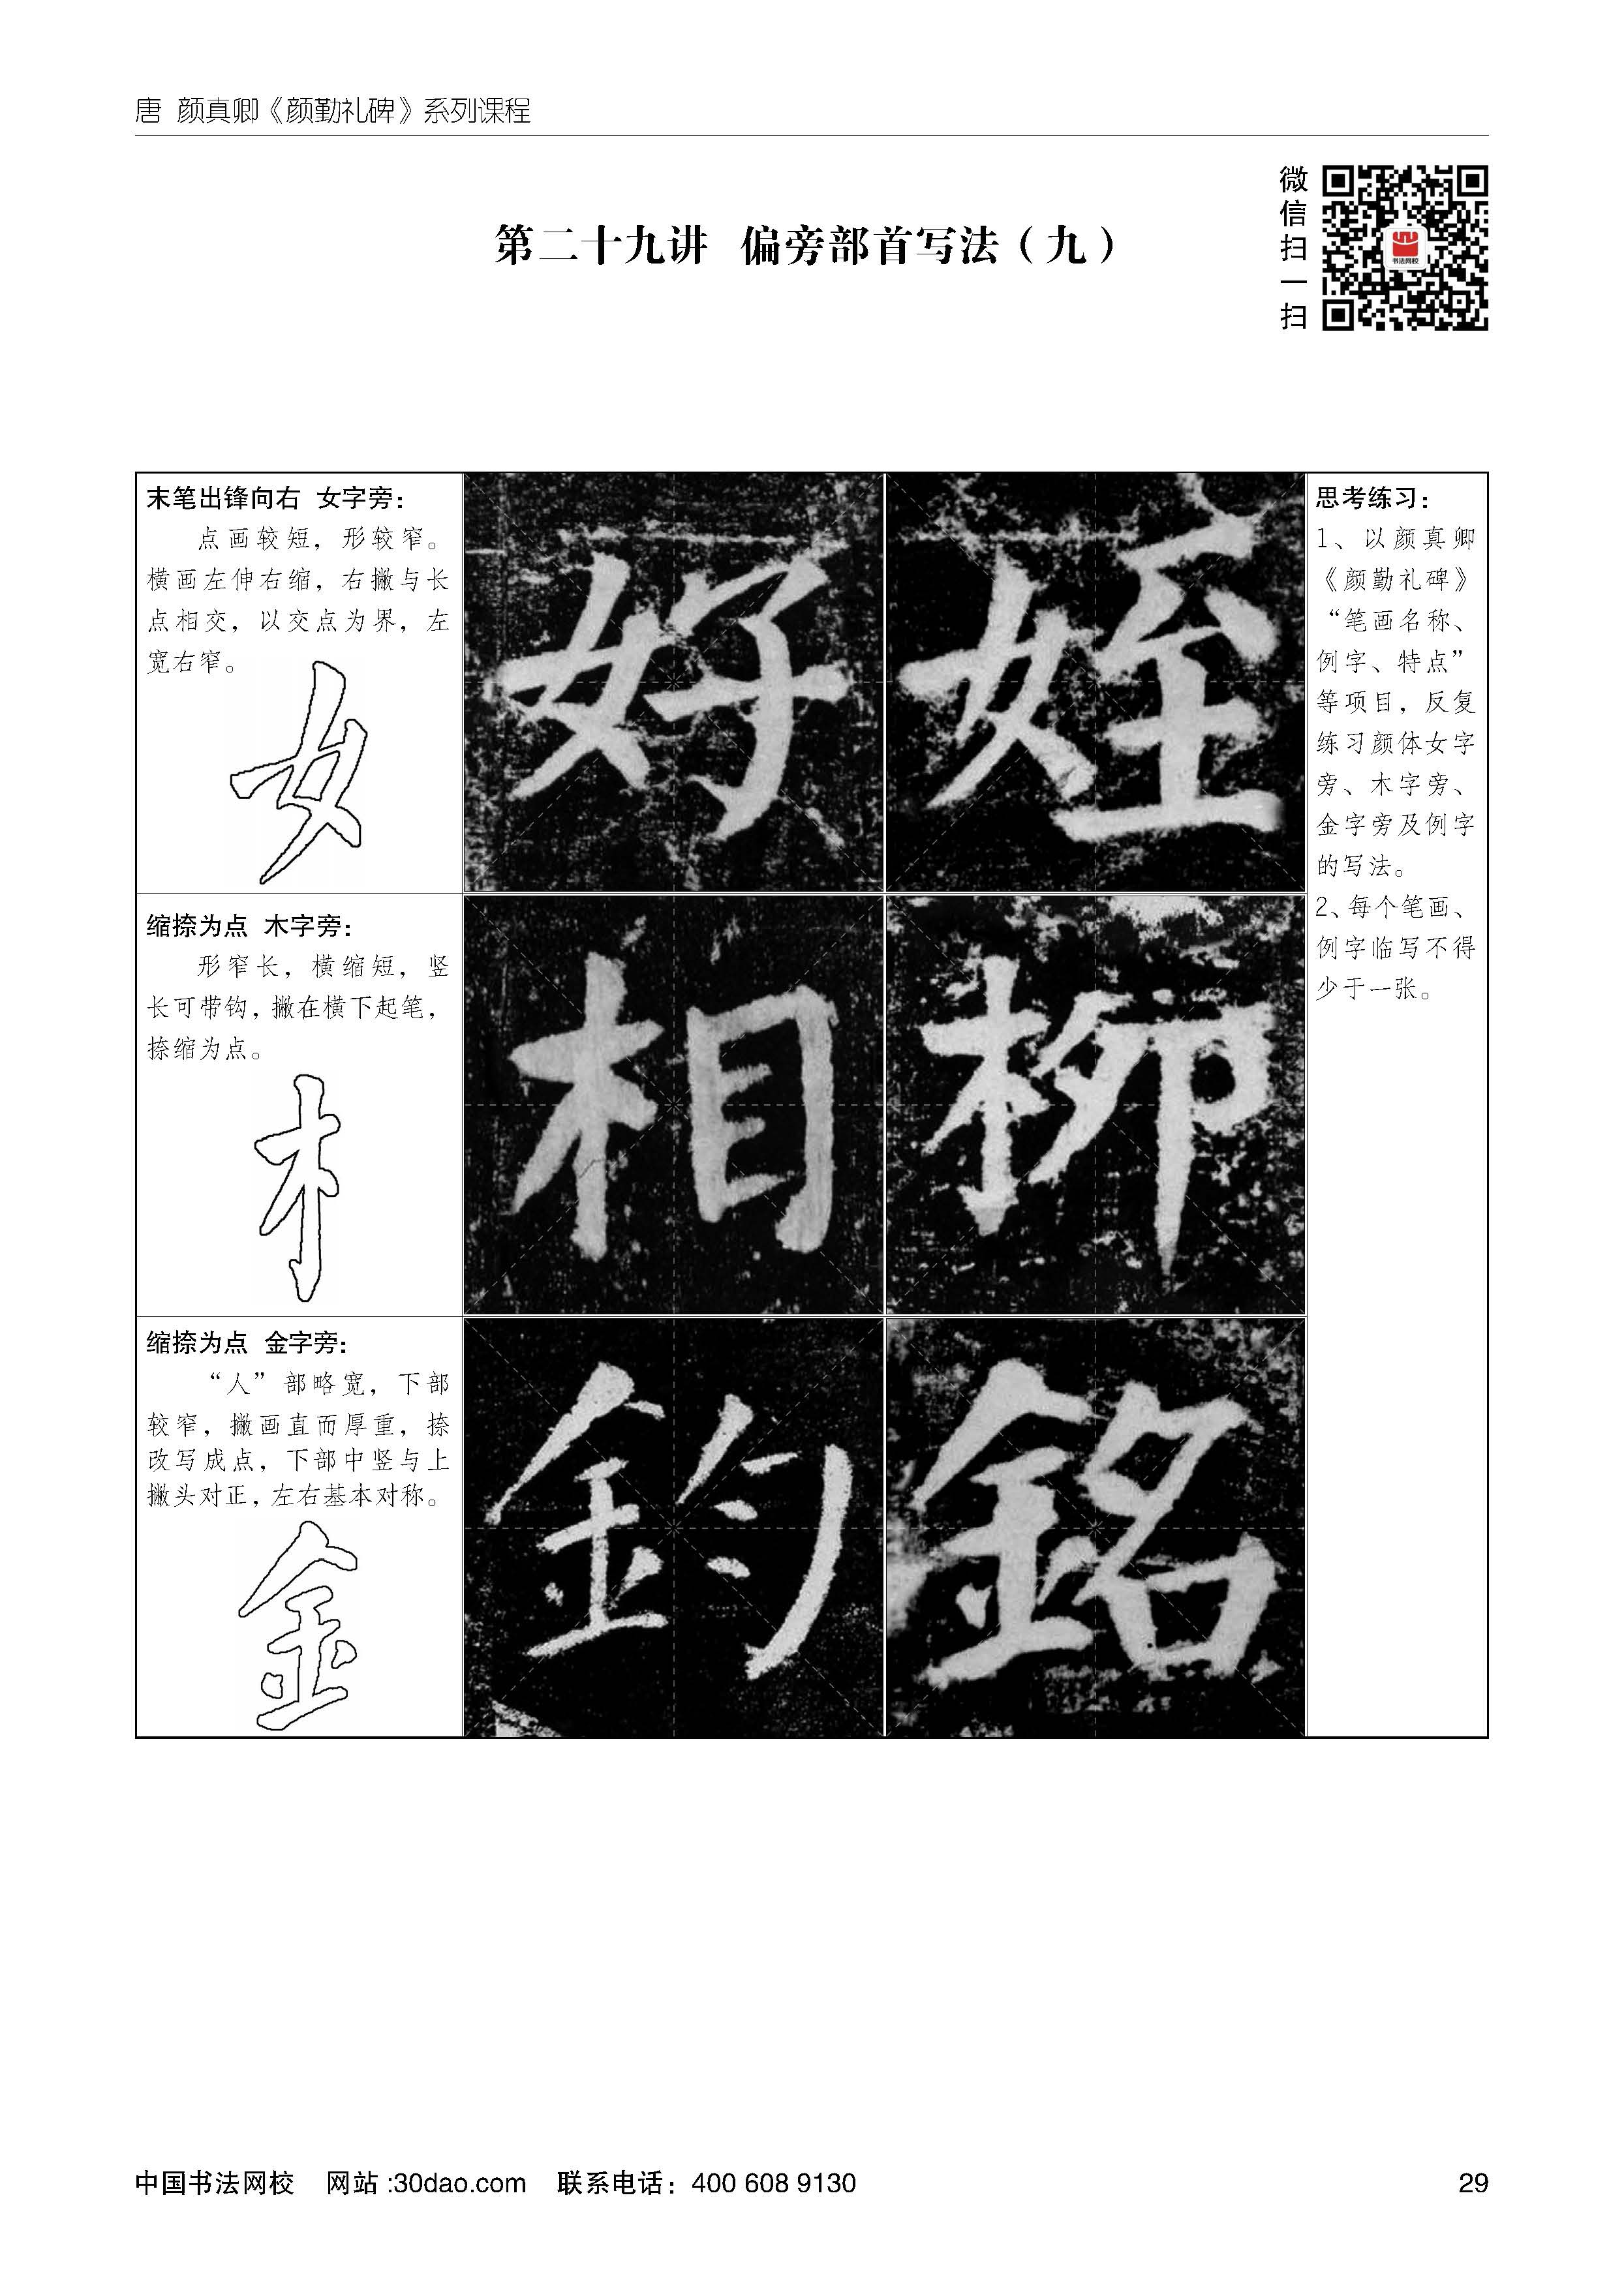 唐 颜真卿《颜勤礼碑》系列课程
微信扫一扫
书法网校
第二十九讲 偏旁部首写法（九）
末笔出锋向右 女字旁：
点画较短，形较窄。
横画左伸右缩，右撇与长
点相交，以交点为界，左
宽右窄。
女
好
姪
缩捺为点 木字旁：
形窄长，横缩短，竖
长可带钩，撇在横下起笔，
捺缩为点。
木
相
柳
缩捺为点 金字旁：
“人”部略宽，下部
较窄，撇画直而厚重，捺
改写成点，下部中竖与上
撇头对正，左右基本对称。
金
鈞
銘
思考练习：
1、以颜真卿
《颜勤礼碑》
“笔画名称、
例字、特点”
等项目，反复
练习颜体女字
旁、木字旁、
金字旁及例字
的写法。
2、每个笔画、
例字临写不得
少于一张。
中国书法网校 网站:30dao.com 联系电话：400 608 9130
29